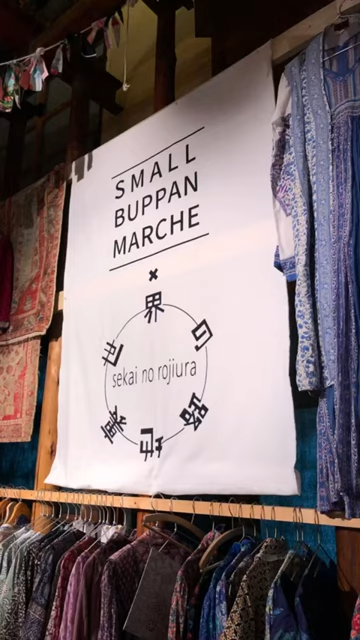 SMALL
BUPPAN
MARCHE
×
世界の路地裏
sekai no rojiura